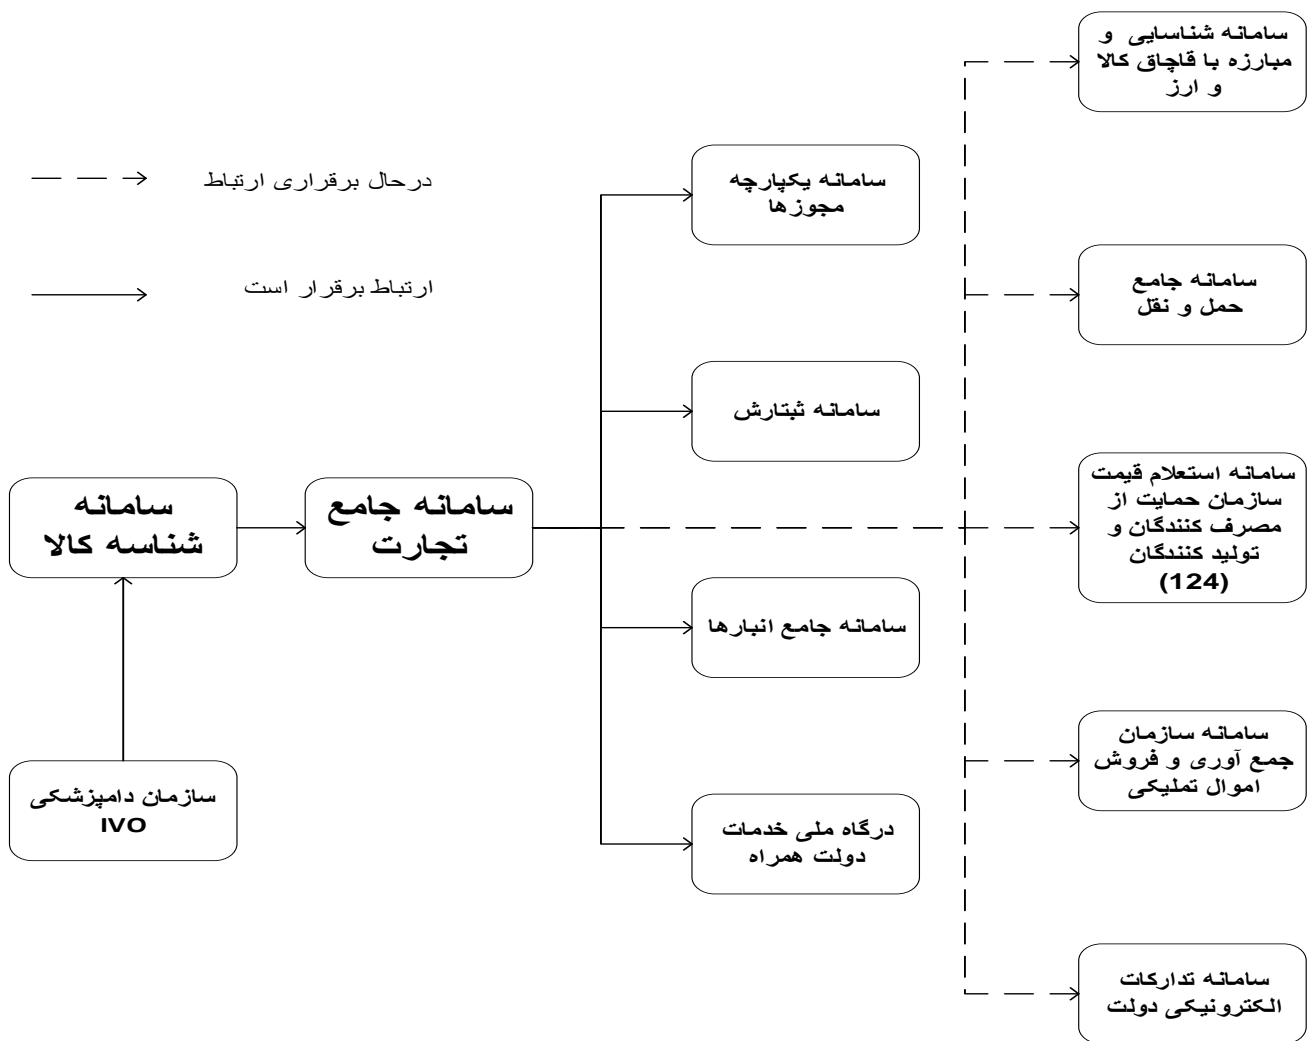 سامانه شناسایی و
مبارزه با قاچاق کالا
و ارز
سامانه یکپارچه
مجوزها
درحال برقراری ارتباط
ارتباط برقرار است
سامانه جامع
حمل و نقل
سامانه ثبتارش
سامانه استعلام قیمت
سازمان حمایت از
مصرف کنندگان و
تولید کنندگان
(124)
سامانه جامع
تجارت
سامانه
شناسه کالا
سامانه جامع انبارها
سامانه سازمان
جمع آوری و فروش
اموال تملیکی
درگاه ملی خدمات
دولت همراه
سازمان دامپزشکی
IVO
سامانه تدارکات
الکترونیکی دولت